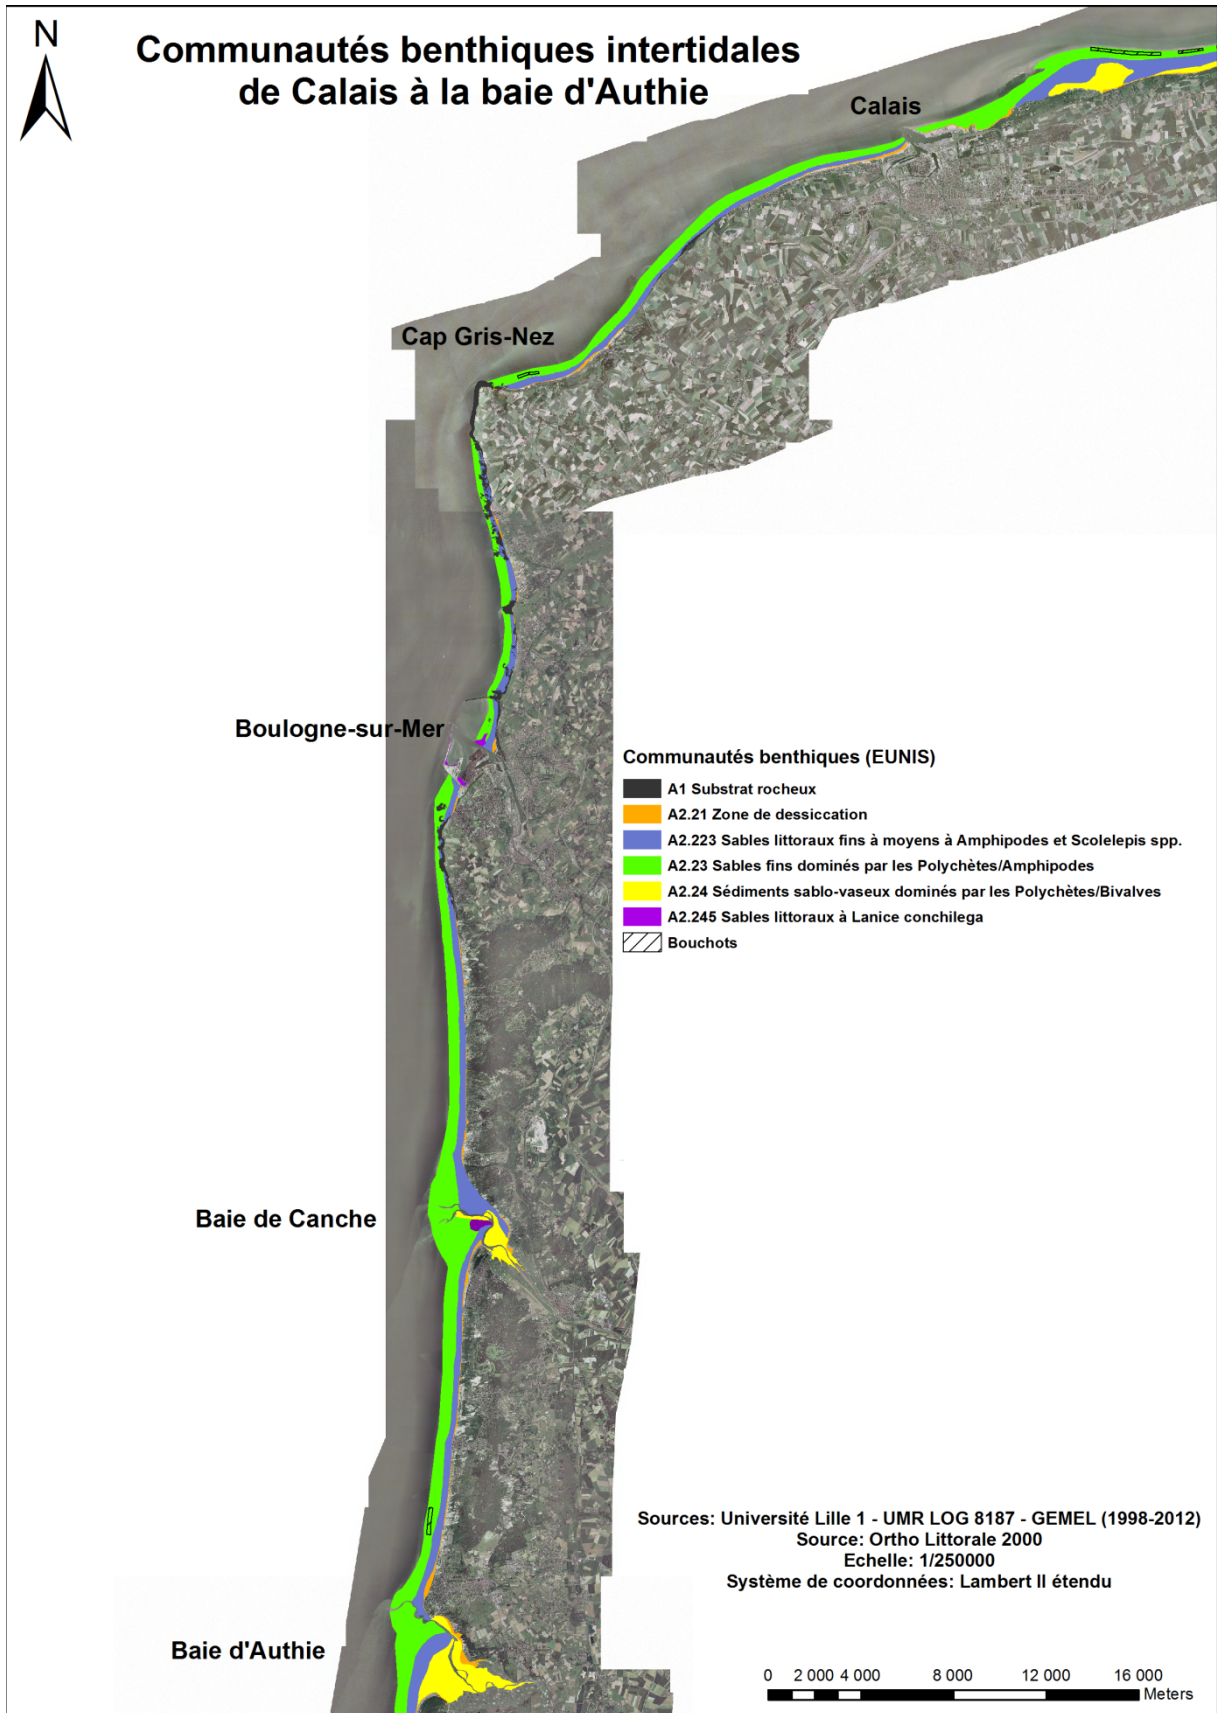 N
Communautés benthiques intertidales
de Calais à la baie d'Authie
Calais
Cap Gris-Nez
Boulogne-sur-Mer
Communautés benthiques (EUNIS)
A1 Substrat rocheux
A2.21 Zone de dessiccation
A2.223 Sables littoraux fins à moyens à Amphipodes et Scolelepis spp.
A2.23 Sables fins dominés par les Polychètes/Amphipodes
A2.24 Sédiments sablo-vaseux dominés par les Polychètes/Bivalves
A2.245 Sables littoraux à Lanice conchilega
Bouchots
Baie de Canche
Sources: Université Lille 1 - UMR LOG 8187 - GEMEL (1998-2012)
Source: Ortho Littorale 2000
Echelle: 1/250000
Système de coordonnées: Lambert II étendu
Baie d'Authie
0 2 000 4 000 8 000 12 000 16 000
Meters